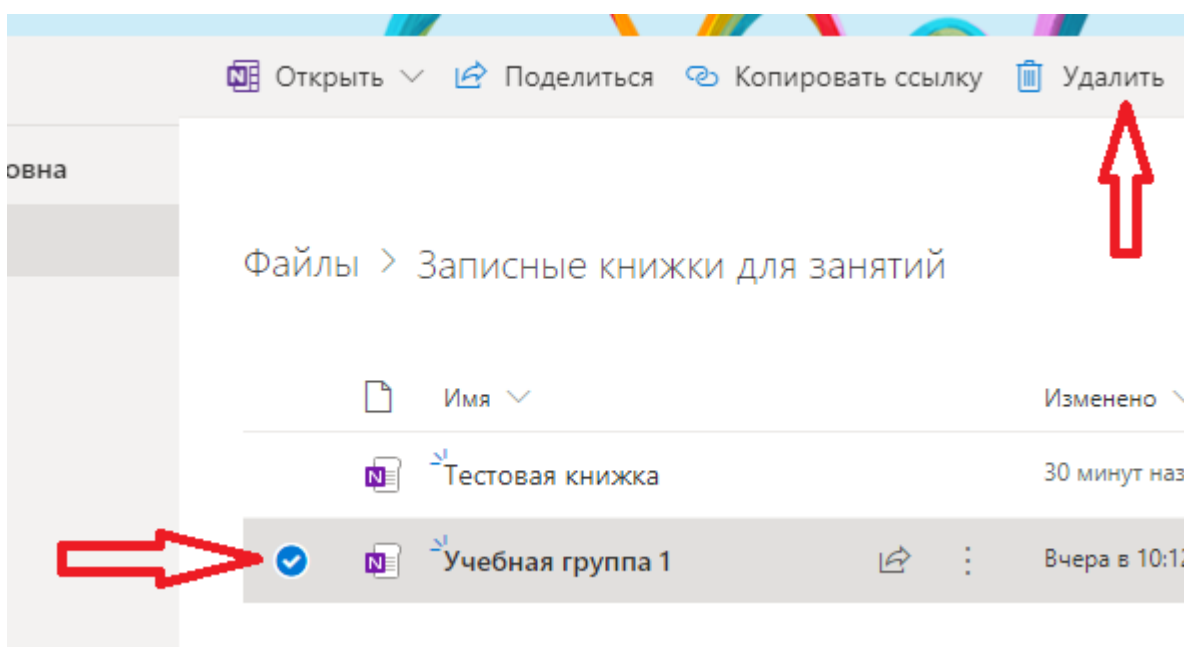 Открыть Поделиться Копировать ссылку Удалить
овна
Файлы > Записные книжки для занятий
Имя Изменено
Тестовая книжка 30 минут наз
Учебная группа 1 Вчера в 10:12